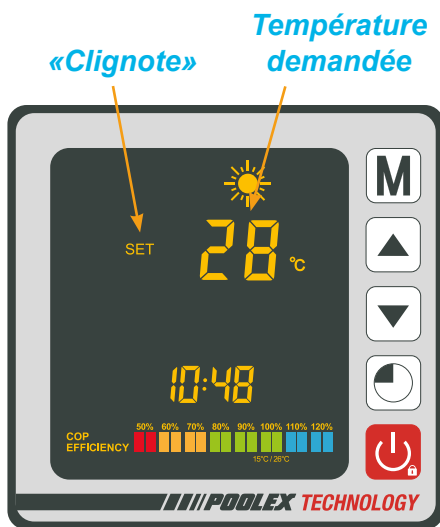 «Clignote»
Température
demandée
M
SET
28 °C
10:48
50% 60% 70% 80% 90% 100% 110% 120%
COP
EFFICIENCY
15°C / 26°C
POOLEX TECHNOLOGY